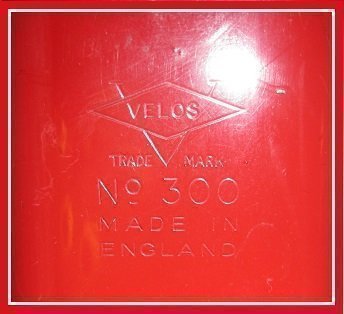 VELOS
TRADE MARK
Nº 300
MADE IN
ENGLAND